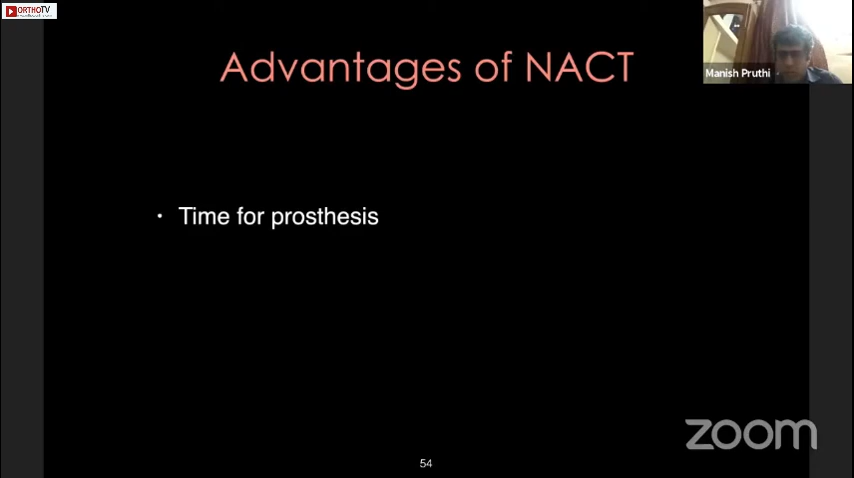 ORTHOTV
Advantages of NACT
Manish Pruthi
• Time for prosthesis
zoom
54